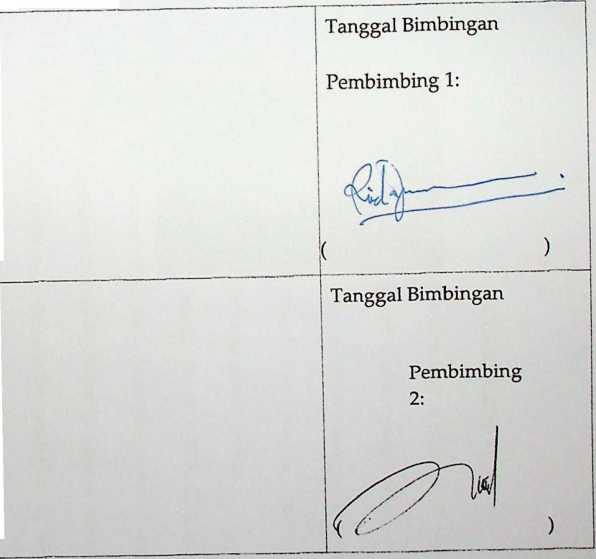 Tanggal Bimbingan
Pembimbing 1:
( )
Tanggal Bimbingan
Pembimbing
2:
( )